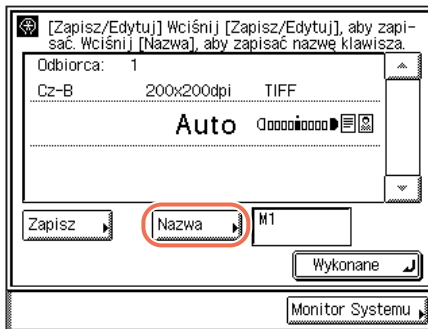 [Zapisz/Edytuj] Wciśnij [Zapisz/Edytuj], aby zapi-
sać. Wciśnij [Nazwa], aby zapisać nazwę klawisza.
Odbiorca: 1
Cz-B 200x200dpi TIFF
Auto
Zapisz Nazwa M1
Wykonane
Monitor Systemu